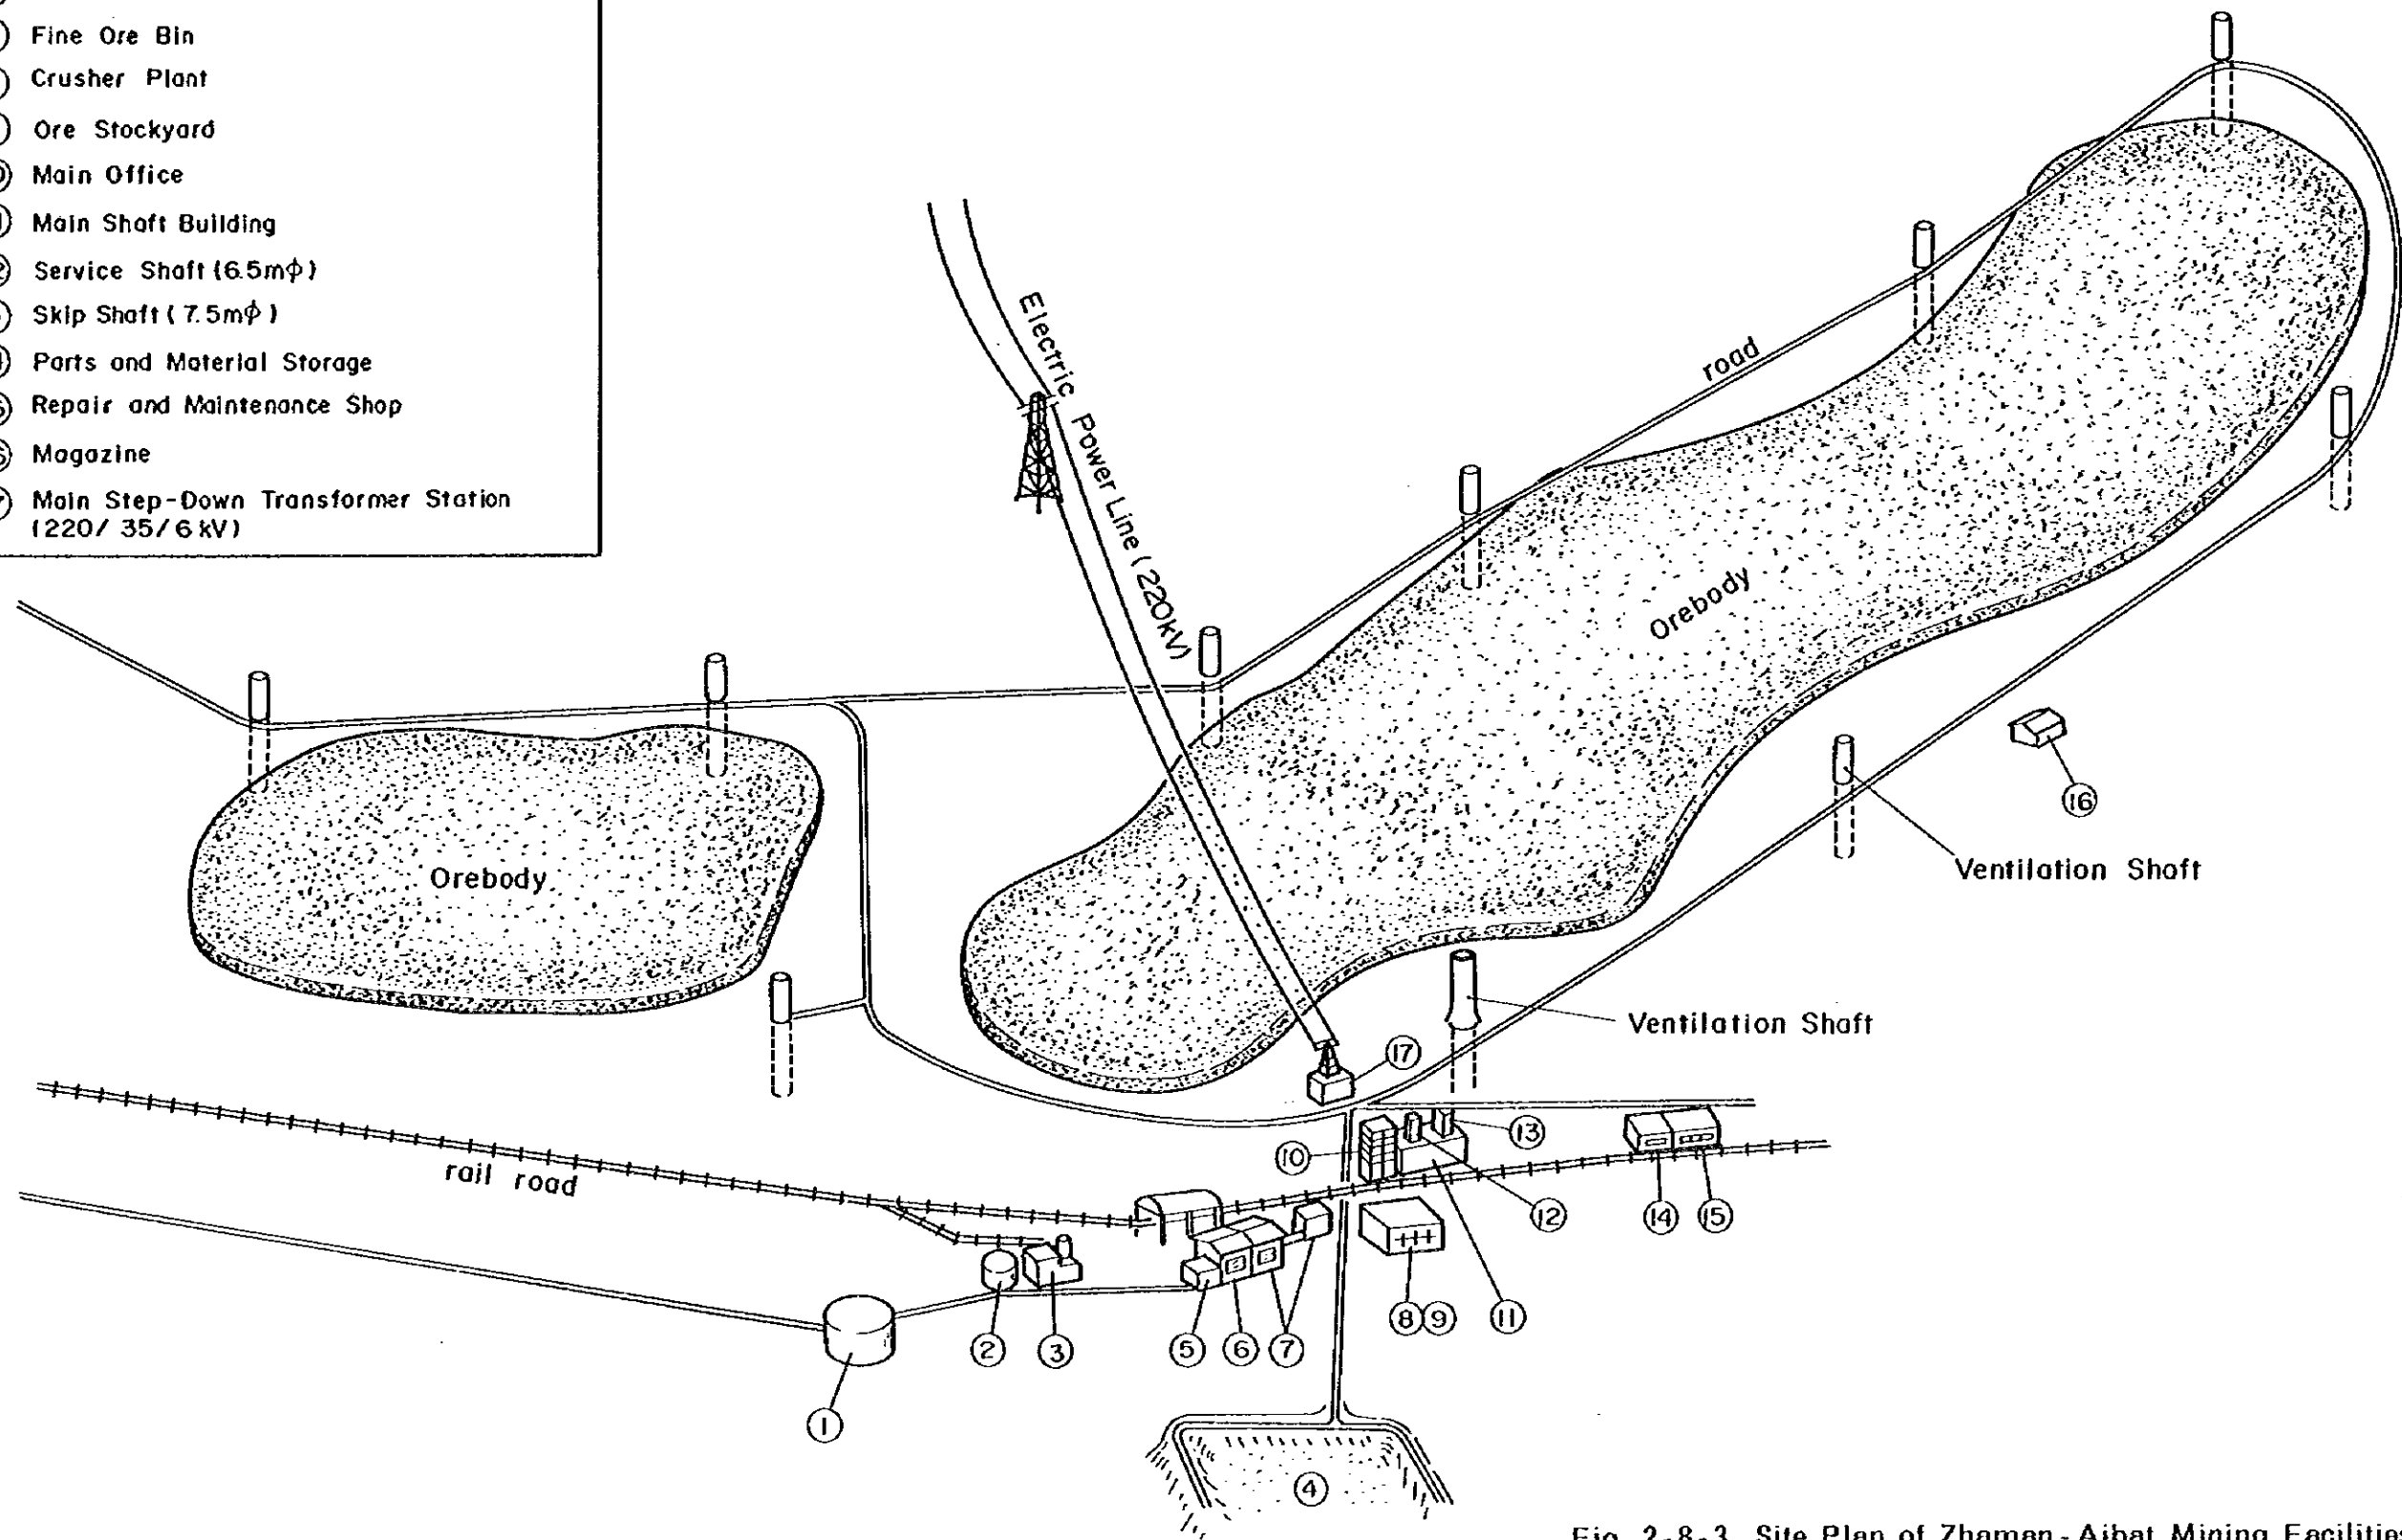 Fine Ore Bin
Crusher Plant
Ore Stockyard
Main Office
Main Shaft Building
Service Shaft (6.5mφ)
Skip Shaft (7.5mφ)
Parts and Material Storage
Repair and Maintenance Shop
Magazine
Main Step-Down Transformer Station
(220/35/6kV)
Electric Power Line (220kV)
road
Orebody
16
Ventilation Shaft
Orebody
Ventilation Shaft
17
13
10
rail road
12
14
15
8 9
11
2
3
5
6
7
1
4
Fig. 2-8-3 Site Plan of Zhaman-Aibat Mining Facilities